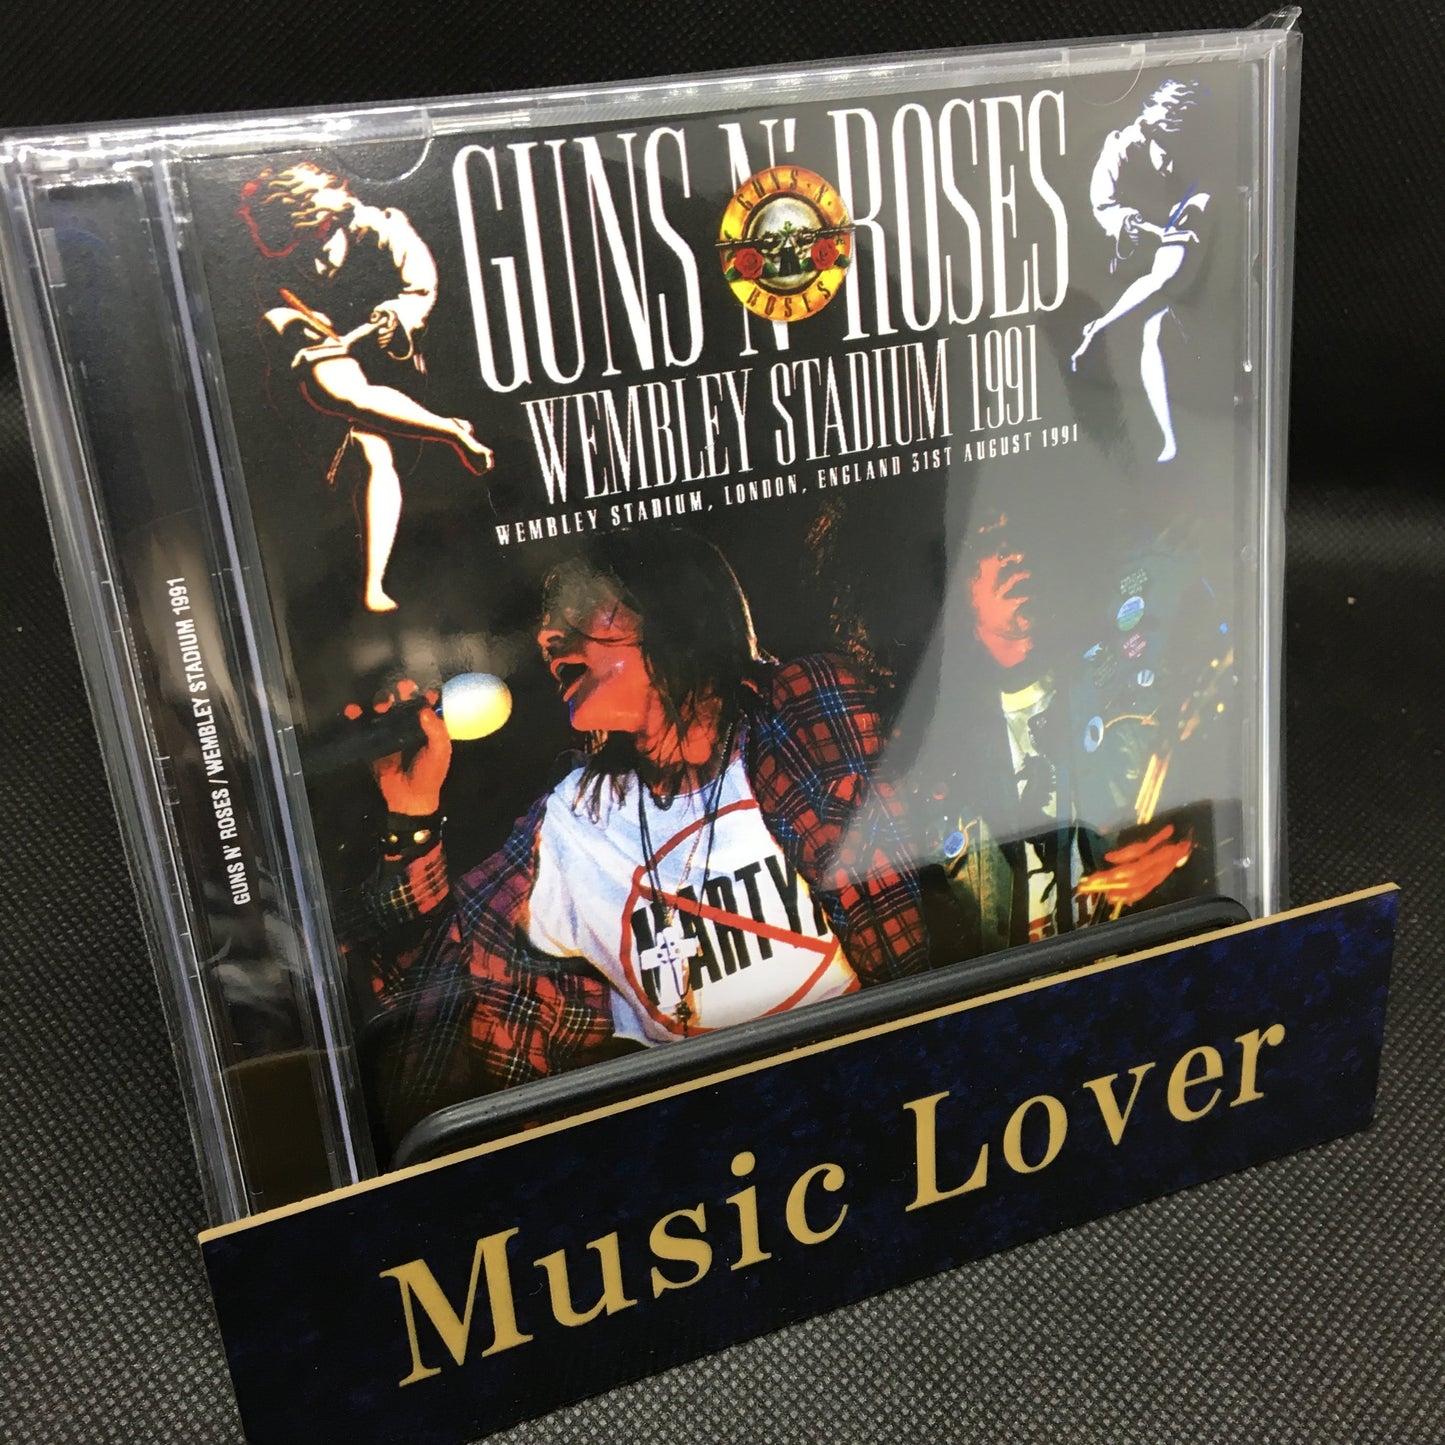 GUNS N' ROSES
GUNS N'
ROSES
WEMBLEY STADIUM 1991
WEMBLEY STADIUM, LONDON, ENGLAND 31ST AUGUST 1991
GUNS N' ROSES / WEMBLEY STADIUM 1991
MARTY
Music Lover